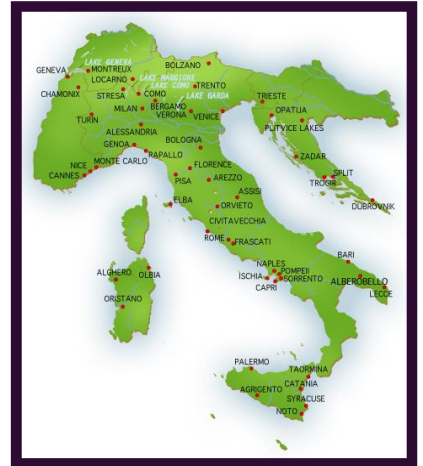 LAKE GENEVA
BOLZANO
GENEVA
MONTREUX
LOCARNO
LAKE MAGGIORE
LAKE COMO
TRENTO
CHAMONIX
STRESA
COMO
LAKE GARDA
TRIESTE
MILAN
BERGAMO
VERONA
VENICE
OPATIJA
TURIN
PLITVICE LAKES
ALESSANDRIA
GENOA
BOLOGNA
RAPALLO
ZADAR
NICE
MONTE CARLO
FLORENCE
CANNES
PISA
AREZZO
SPLIT
TROGIR
ASSISI
ELBA
ORVIETO
DUBROVNIK
CIVITAVECCHIA
ROME
FRASCATI
BARI
NAPLES
ALGHERO
OLBIA
ISCHIA
POMPEII
SORRENTO
ALBEROBELLO
CAPRI
LECCE
ORISTANO
PALERMO
TAORMINA
AGRIGENTO
CATANIA
SYRACUSE
NOTO